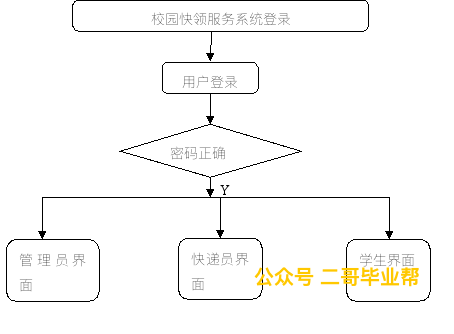 校园快领服务系统登录
用户登录
密码正确
Y
管理员界
面
快递员界
面
学生界面
公众号 二哥毕业帮